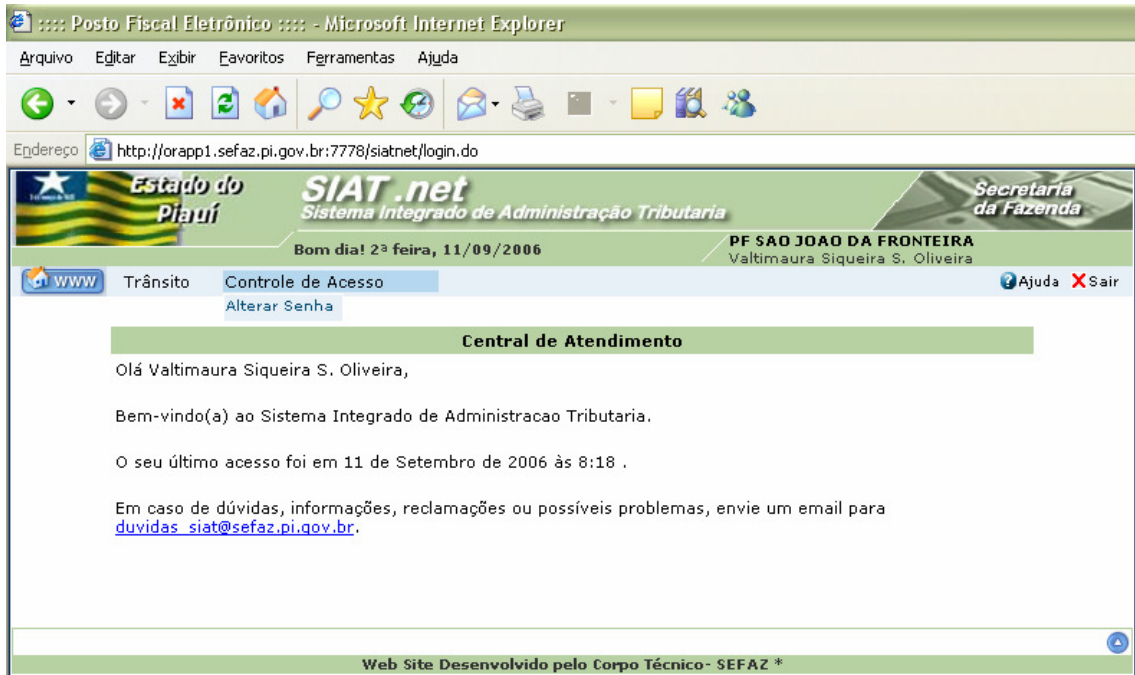 :::: Posto Fiscal Eletrônico :::: - Microsoft Internet Explorer
Arquivo Editar Exibir Favoritos Ferramentas Ajuda
Endereço http://orapp1.sefaz.pi.gov.br:7778/siatnet/login.do
Estado do Piauí
SIAT .net
Sistema Integrado de Administração Tributaria
Secretaria da Fazenda
Bom dia! 2ª feira, 11/09/2006
PF SAO JOAO DA FRONTEIRA
Valtimaura Siqueira S. Oliveira
www Trânsito Controle de Acesso Ajuda Sair
Alterar Senha
Central de Atendimento
Olá Valtimaura Siqueira S. Oliveira,
Bem-vindo(a) ao Sistema Integrado de Administracao Tributaria.
O seu último acesso foi em 11 de Setembro de 2006 às 8:18 .
Em caso de dúvidas, informações, reclamações ou possíveis problemas, envie um email para
duvidas_siat@sefaz.pi.gov.br.
Web Site Desenvolvido pelo Corpo Técnico- SEFAZ *